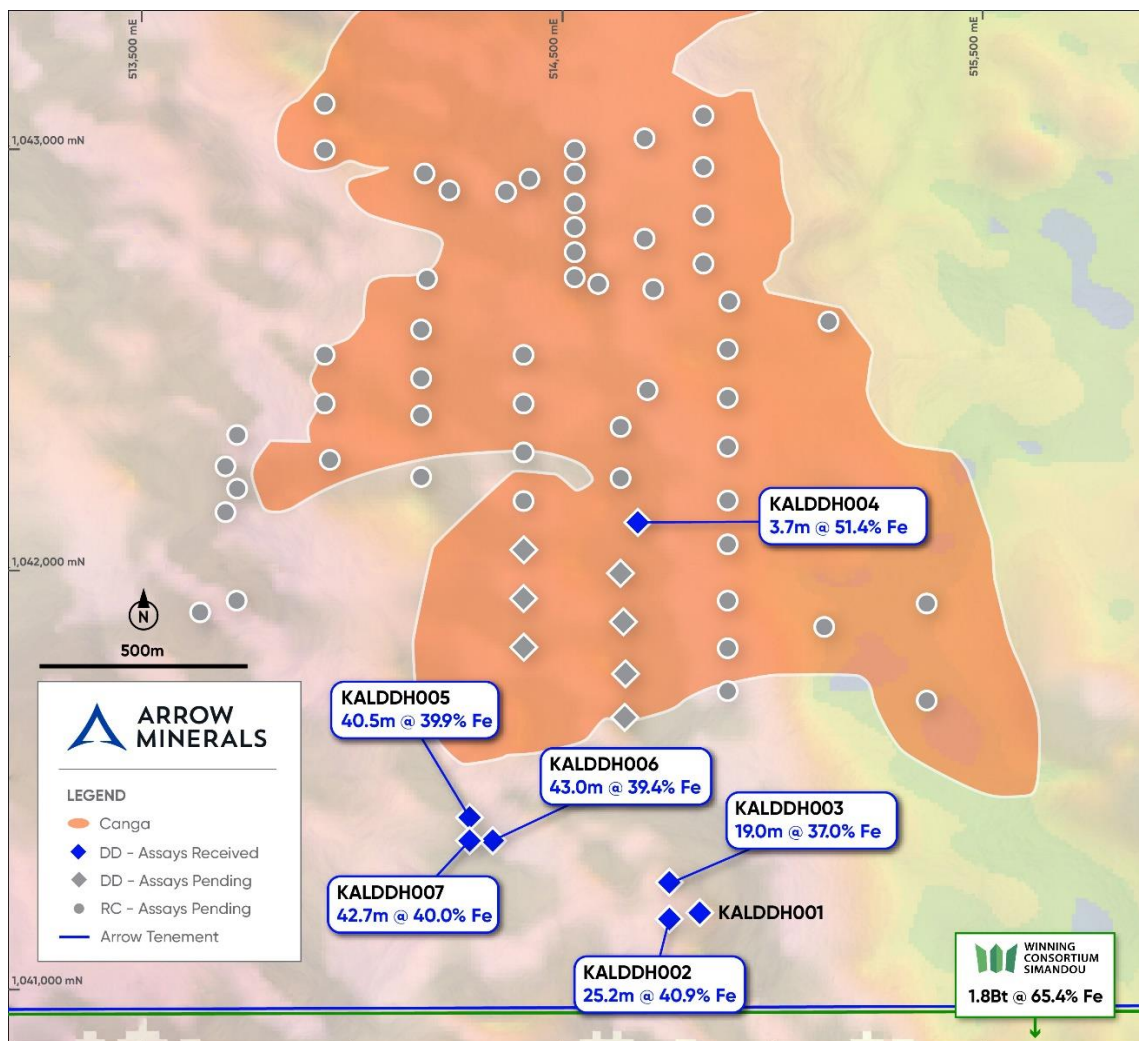 513,500 mE
514,500 mE
515,500 mE
1,043,000 mN
KALDDH004
3.7m @ 51.4% Fe
1,042,000 mN
N
500m
ARROW
MINERALS
LEGEND
Canga
DD - Assays Received
DD - Assays Pending
RC - Assays Pending
Arrow Tenement
KALDDH005
40.5m @ 39.9% Fe
KALDDH006
43.0m @ 39.4% Fe
KALDDH003
19.0m @ 37.0% Fe
KALDDH007
42.7m @ 40.0% Fe
KALDDH001
KALDDH002
25.2m @ 40.9% Fe
WINNING
CONSORTIUM
SIMANDOU
1.8Bt @ 65.4% Fe
1,041,000 mN